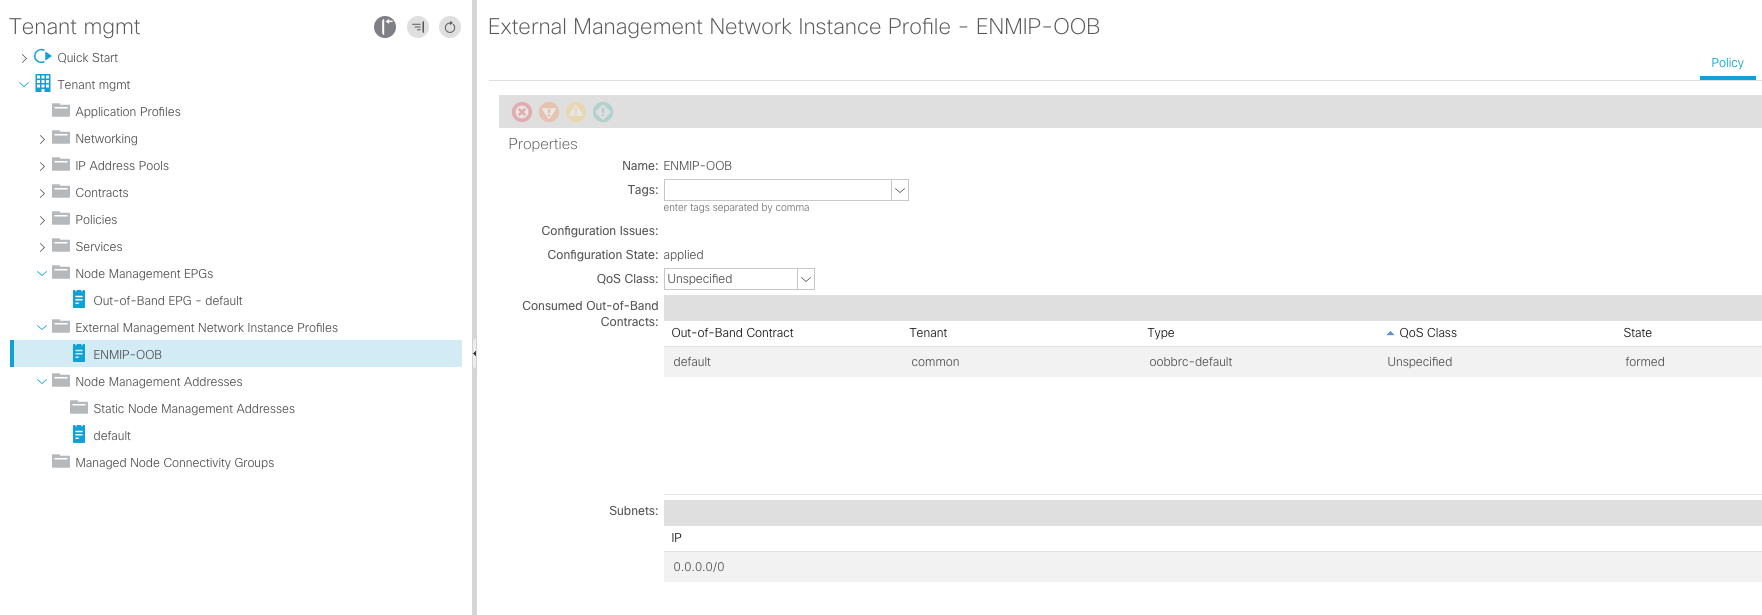 Tenant mgmt
Quick Start
Tenant mgmt
Application Profiles
Networking
IP Address Pools
Contracts
Policies
Services
Node Management EPGs
Out-of-Band EPG - default
External Management Network Instance Profiles
ENMIP-OOB
Node Management Addresses
Static Node Management Addresses
default
Managed Node Connectivity Groups
External Management Network Instance Profile - ENMIP-OOB
Policy
Properties
Name: ENMIP-OOB
Tags:
enter tags separated by comma
Configuration Issues:
Configuration State: applied
QoS Class: Unspecified
Consumed Out-of-Band
Contracts:
Out-of-Band Contract Tenant Type QoS Class State
default common oobbrc-default Unspecified formed
Subnets:
IP
0.0.0.0/0